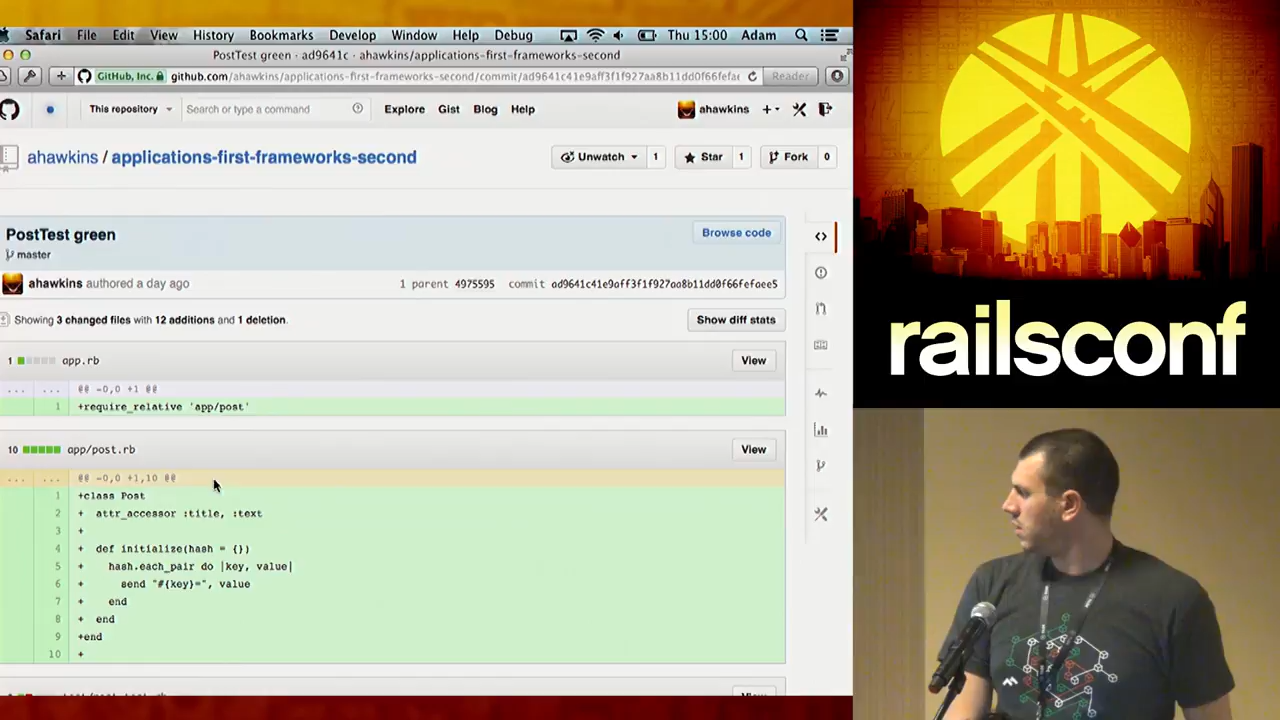 Safari File Edit View History Bookmarks Develop Window Help Debug Thu 15:00 Adam
PostTest green · ad9641c · ahawkins/applications-first-frameworks-second
GitHub, Inc. github.com/ahawkins/applications-first-frameworks-second/commit/ad9641c41e9aff3f1f927aa8b11dd0f66fefae Reader
This repository Search or type a command Explore Gist Blog Help ahawkins
ahawkins / applications-first-frameworks-second Unwatch 1 Star 1 Fork 0
PostTest green Browse code
master
ahawkins authored a day ago 1 parent 4975595 commit ad9641c41e9aff3f1f927aa8b11dd0f66fefaee5
Showing 3 changed files with 12 additions and 1 deletion. Show diff stats
1 app.rb View
... ... @@ -0,0 +1 @@
1 +require_relative 'app/post'
10 app/post.rb View
... ... @@ -0,0 +1,10 @@
1 +class Post
2 + attr_accessor :title, :text
3 +
4 + def initialize(hash = {})
5 + hash.each_pair do |key, value|
6 + send "#{key}=", value
7 + end
8 + end
9 +end
10 +
railsconf